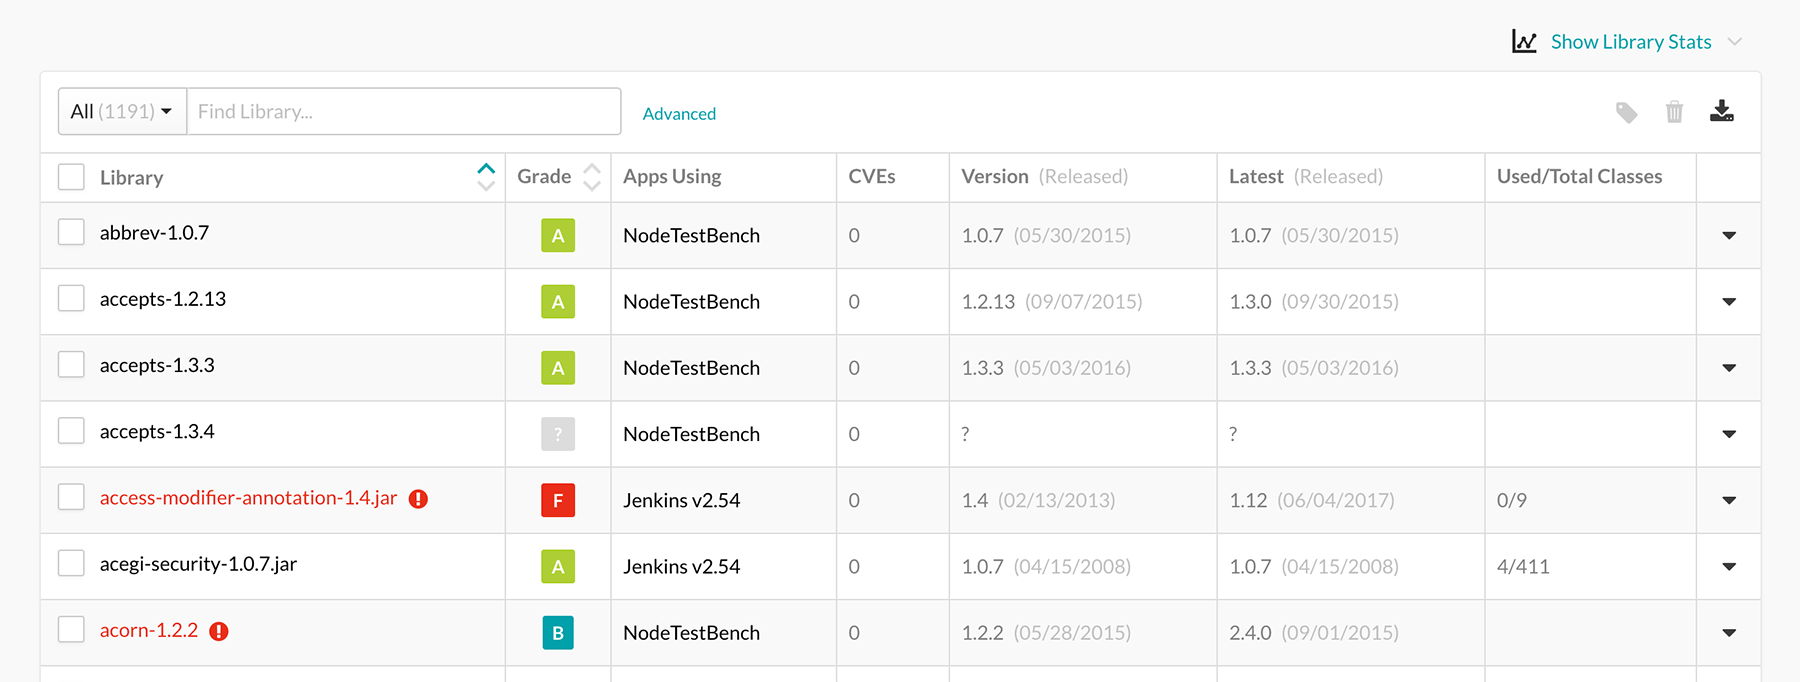 Show Library Stats
All (1191) Find Library... Advanced
Library Grade Apps Using CVEs Version (Released) Latest (Released) Used/Total Classes
abbrev-1.0.7 A NodeTestBench 0 1.0.7 (05/30/2015) 1.0.7 (05/30/2015)
accepts-1.2.13 A NodeTestBench 0 1.2.13 (09/07/2015) 1.3.0 (09/30/2015)
accepts-1.3.3 A NodeTestBench 0 1.3.3 (05/03/2016) 1.3.3 (05/03/2016)
accepts-1.3.4 ? NodeTestBench 0 ? ?
access-modifier-annotation-1.4.jar F Jenkins v2.54 0 1.4 (02/13/2013) 1.12 (06/04/2017) 0/9
acegi-security-1.0.7.jar A Jenkins v2.54 0 1.0.7 (04/15/2008) 1.0.7 (04/15/2008) 4/411
acorn-1.2.2 B NodeTestBench 0 1.2.2 (05/28/2015) 2.4.0 (09/01/2015)